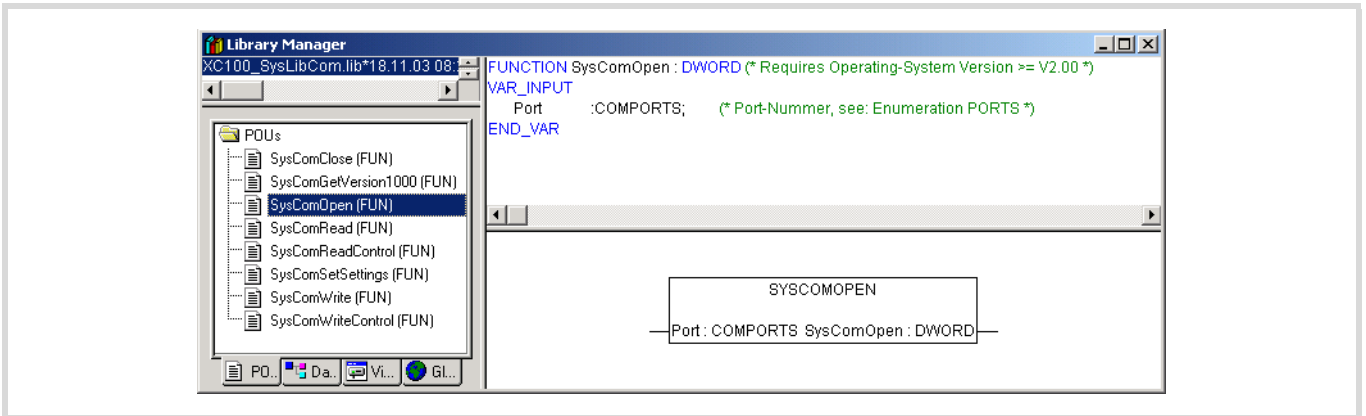 Library Manager
XC100_SysLibCom.lib*18.11.03 08:
POUs
SysComClose (FUN)
SysComGetVersion1000 (FUN)
SysComOpen (FUN)
SysComRead (FUN)
SysComReadControl (FUN)
SysComSetSettings (FUN)
SysComWrite (FUN)
SysComWriteControl (FUN)
PO.. Da.. Vi... Gl...
FUNCTION SysComOpen : DWORD (* Requires Operating-System Version >= V2.00 *)
VAR_INPUT
Port :COMPORTS; (* Port-Nummer, see: Enumeration PORTS *)
END_VAR
SYSCOMOPEN
Port : COMPORTS SysComOpen : DWORD